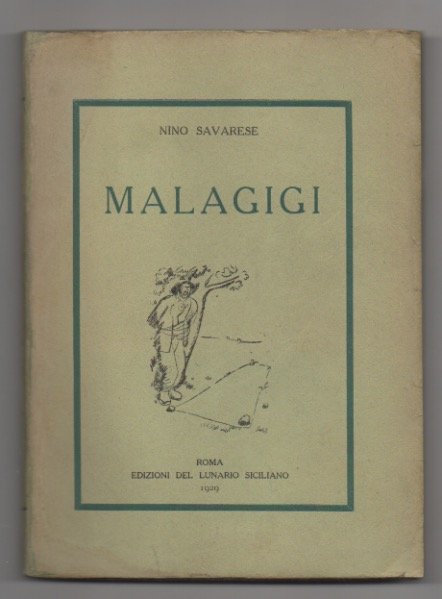 NINO SAVARESE
MALAGIGI
ROMA
EDIZIONI DEL LUNARIO SICILIANO
1929